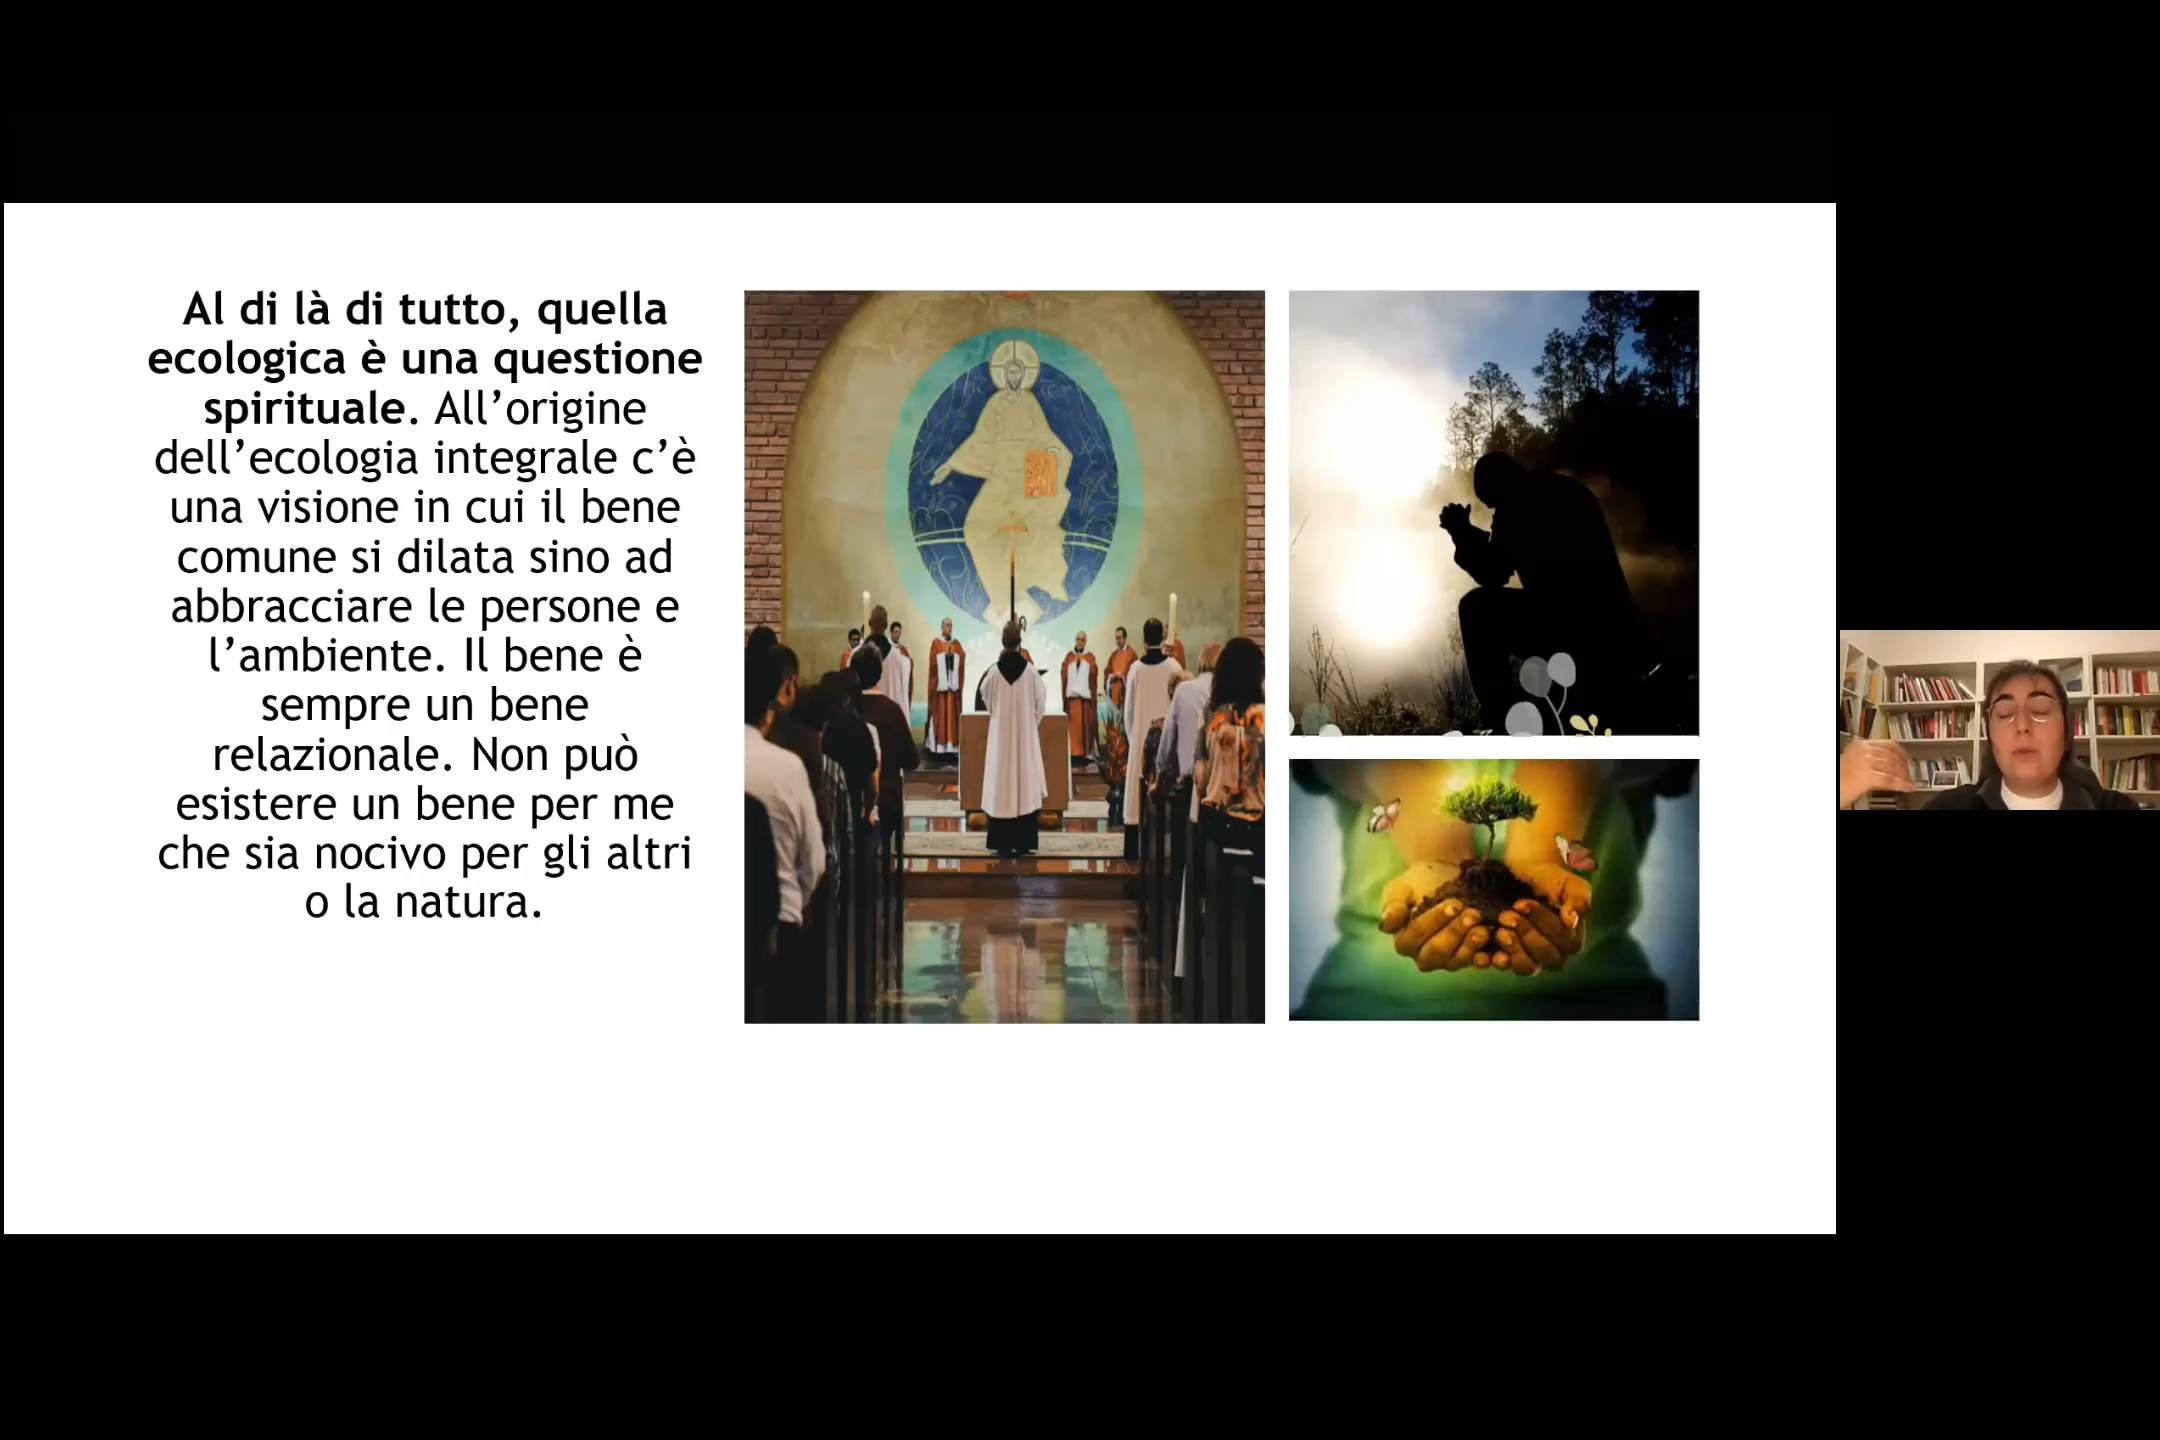 Al di là di tutto, quella
ecologica è una questione
spirituale. All’origine
dell’ecologia integrale c’è
una visione in cui il bene
comune si dilata sino ad
abbracciare le persone e
l’ambiente. Il bene è
sempre un bene
relazionale. Non può
esistere un bene per me
che sia nocivo per gli altri
o la natura.